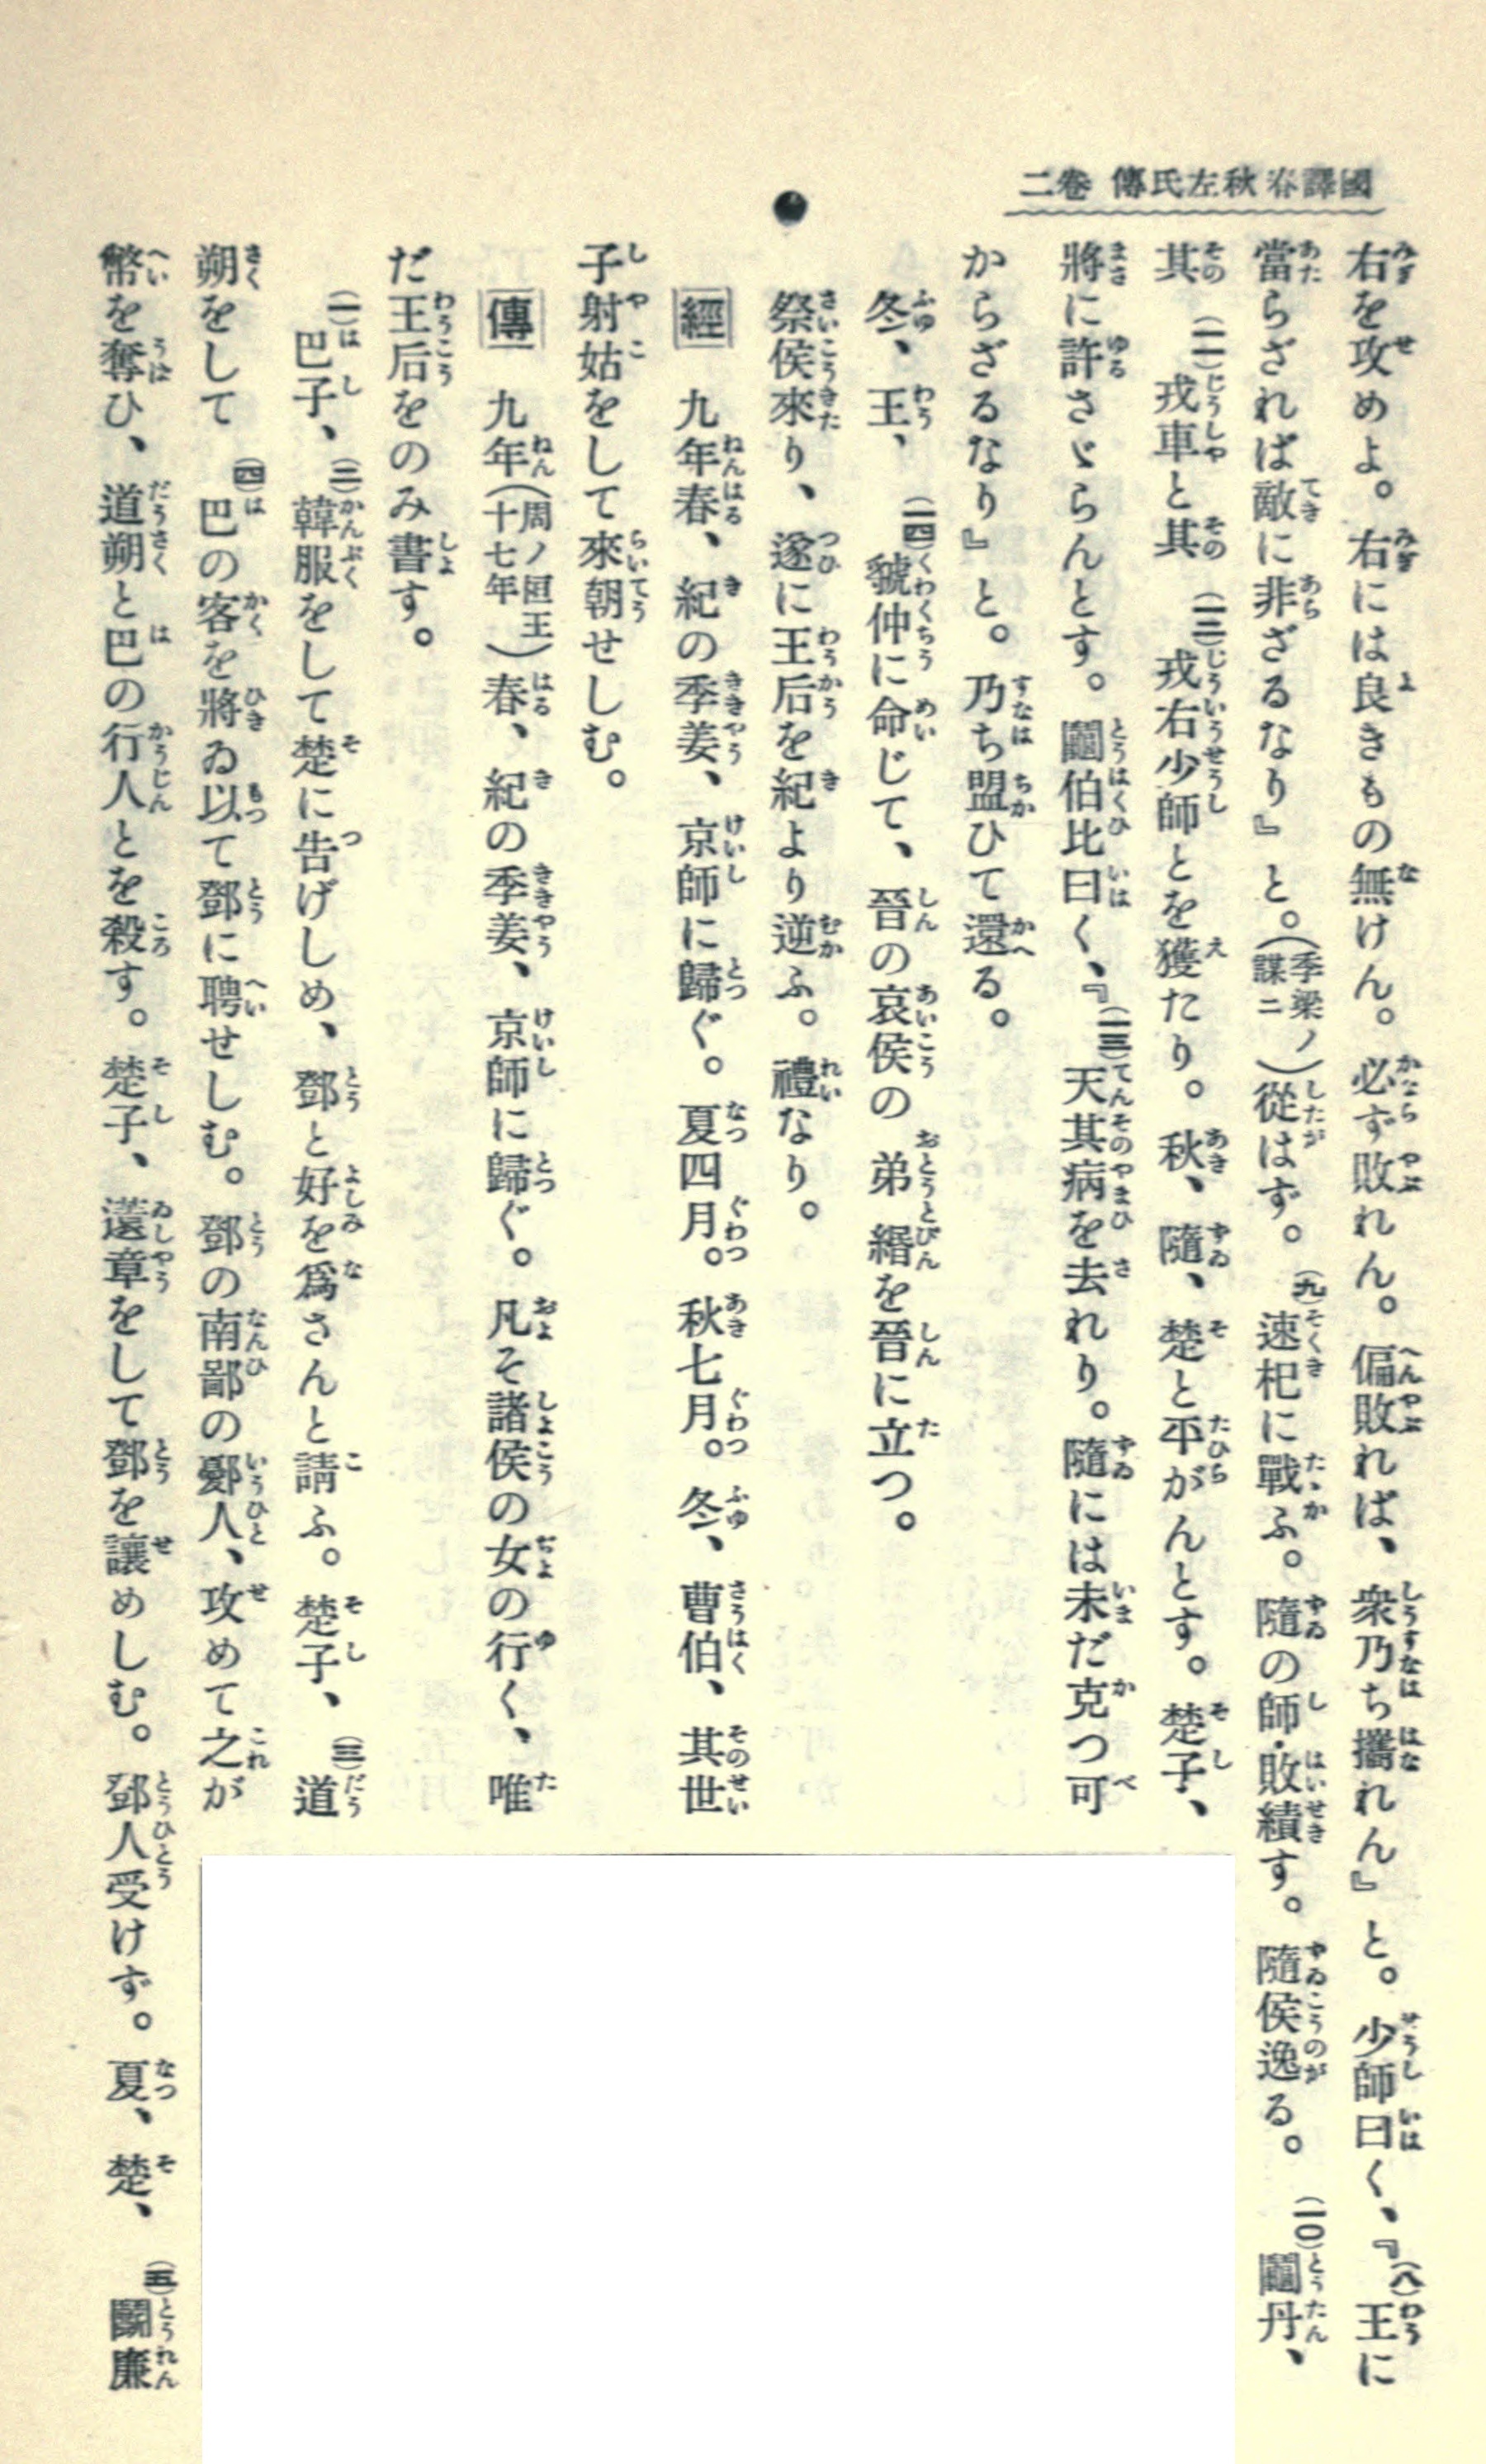 國譯春秋左氏傳 卷二
右を攻めよ。右には良きもの無けん。必ず敗れん。偏敗れば、衆乃ち攜れん』と。少師曰く、『(八)王に
當らざれば敵に非ざるなり』と。(季梁ノ謀ニ)從はず。(九)速杞に戰ふ。隨の師・敗績す。隨侯逸る。(一〇)鬭丹、
其(一一)戎車と其(一二)戎右少師とを獲たり。秋、隨、楚と平がんとす。楚子、
將に許さゞらんとす。鬭伯比曰く、『(一三)天其病を去れり。隨には未だ克つ可
からざるなり』と。乃ち盟ひて還る。
冬、王、(一四)虢仲に命じて、晉の哀侯の弟緡を晉に立つ。
祭侯來り、遂に王后を紀より逆ふ。禮なり。
經 九年春、紀の季姜、京師に歸ぐ。夏四月。秋七月。冬、曹伯、其世
子射姑をして來朝せしむ。
傳 九年(周ノ桓王十七年)春、紀の季姜、京師に歸ぐ。凡そ諸侯の女の行く、唯
だ王后をのみ書す。
(一)巴子、(二)韓服をして楚に告げしめ、鄧と好を爲さんと請ふ。楚子、(三)道
朔をして(四)巴の客を將ゐ以て鄧に聘せしむ。鄧の南鄙の鄾人、攻めて之が
幣を奪ひ、道朔と巴の行人とを殺す。楚子、薳章をして鄧を讓めしむ。鄧人受けず。夏、楚、(五)鬭廉